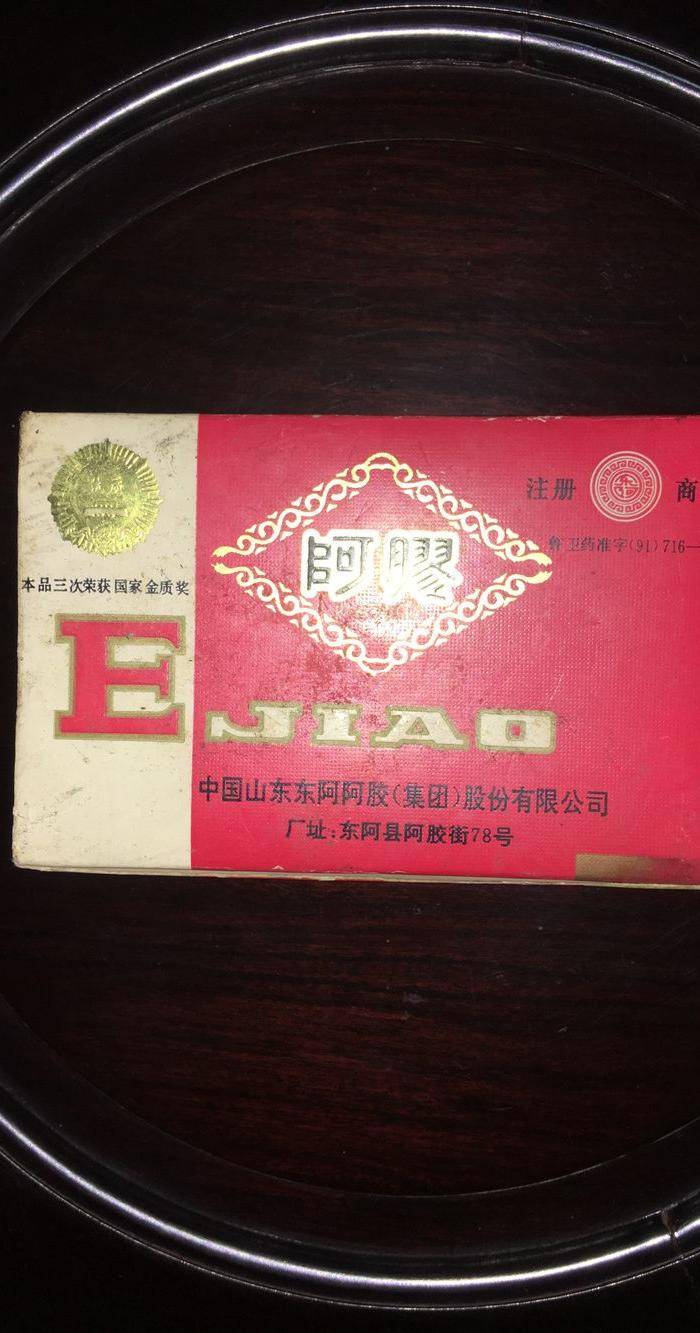 注册 商
鲁卫药准字(91)716—
阿膠
本品三次荣获国家金质奖
EJIAO
中国山东东阿阿胶(集团)股份有限公司
厂址:东阿县阿胶街78号